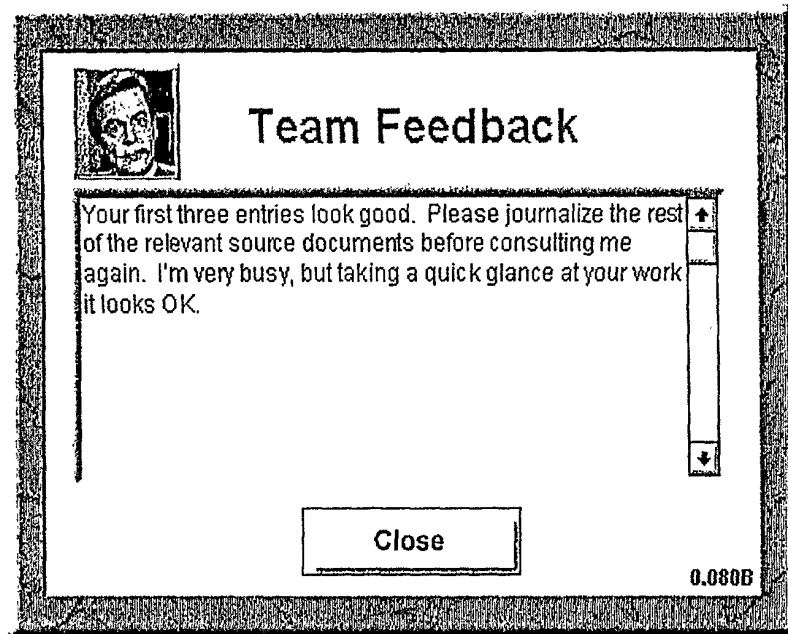 Team Feedback
Your first three entries look good. Please journalize the rest
of the relevant source documents before consulting me
again. I'm very busy, but taking a quick glance at your work
it looks OK.
Close
0.080B